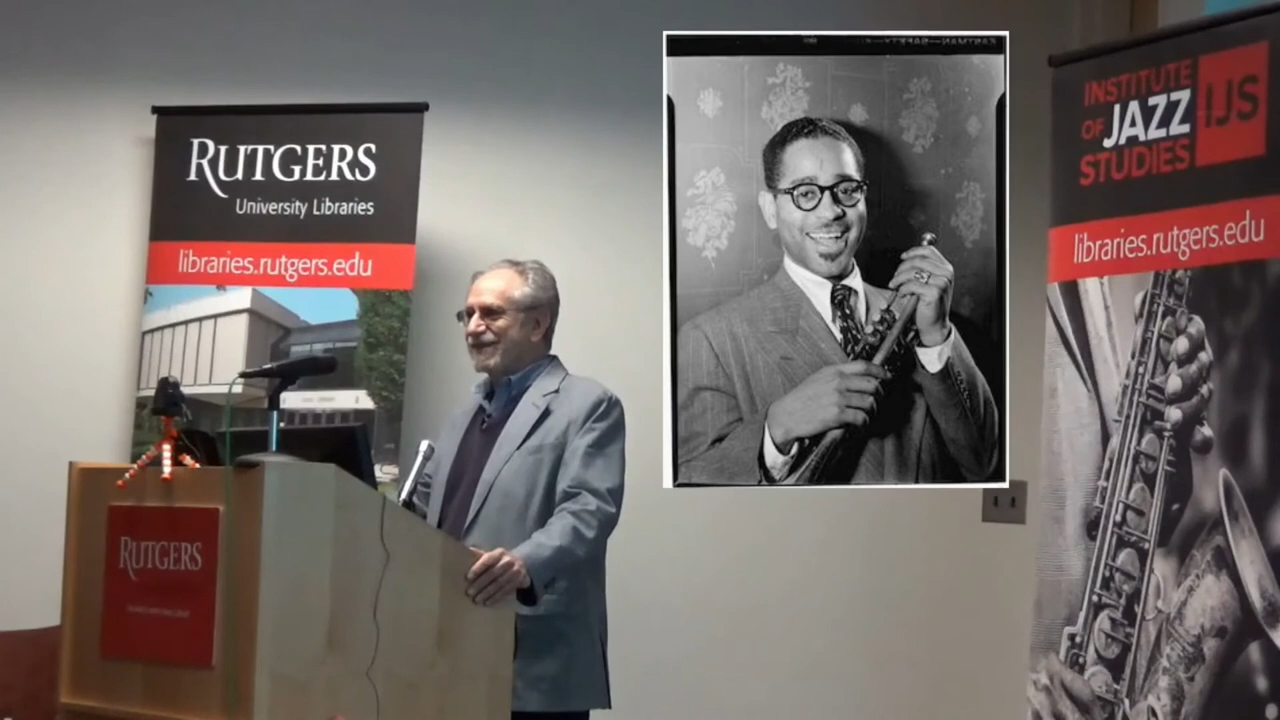 RUTGERS
University Libraries
libraries.rutgers.edu
RUTGERS
INSTITUTE
OF JAZZ
STUDIES
IJS
libraries.rutgers.edu